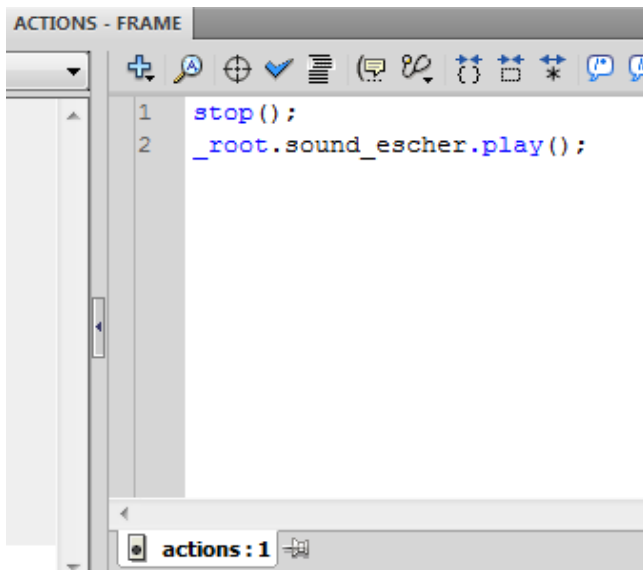 ACTIONS - FRAME
1 stop();
2 _root.sound_escher.play();
actions : 1